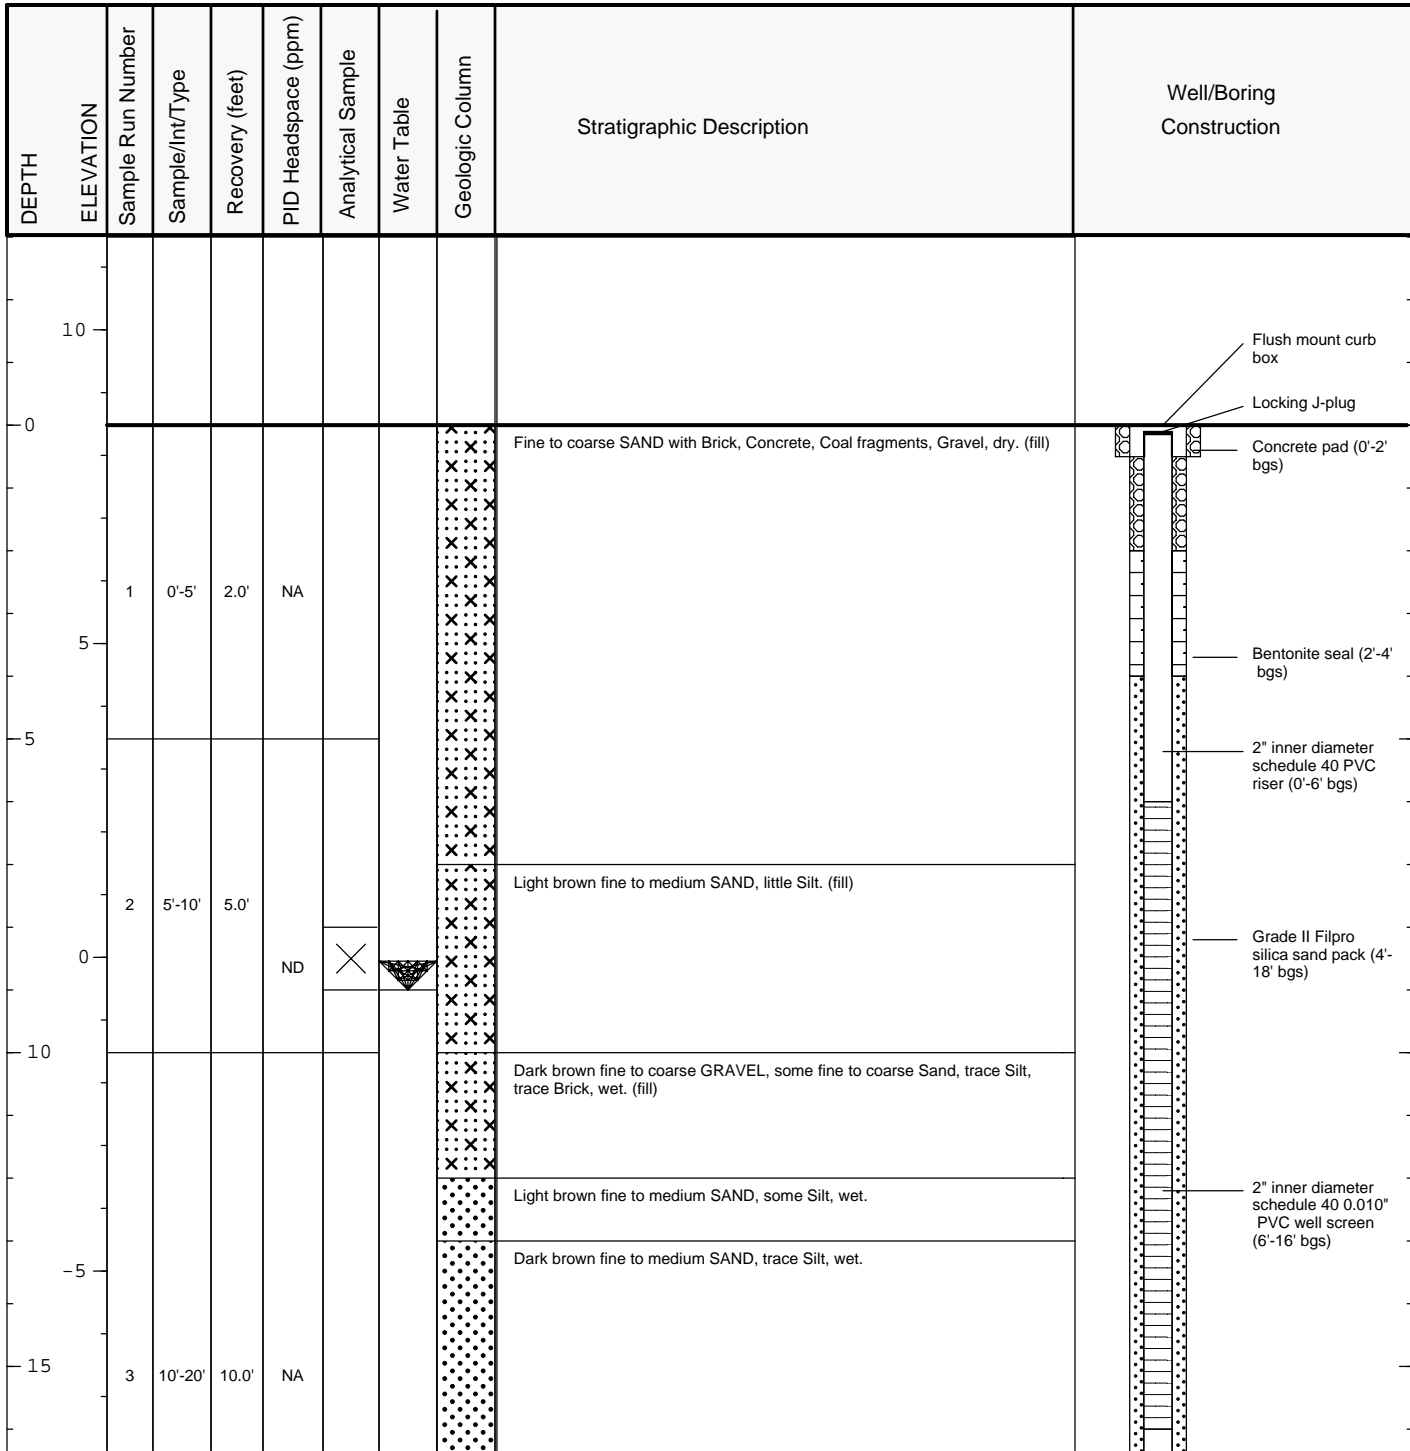 DEPTH
ELEVATION
Sample Run Number
Sample/Int/Type
Recovery (feet)
PID Headspace (ppm)
Analytical Sample
Water Table
Geologic Column
Stratigraphic Description
Well/Boring
Construction
10
Flush mount curb
box
Locking J-plug
0
Fine to coarse SAND with Brick, Concrete, Coal fragments, Gravel, dry. (fill)
Concrete pad (0'-2'
bgs)
1 0'-5' 2.0' NA
5
Bentonite seal (2'-4'
bgs)
5
2" inner diameter
schedule 40 PVC
riser (0'-6' bgs)
Light brown fine to medium SAND, little Silt. (fill)
2 5'-10' 5.0'
Grade II Filpro
silica sand pack (4'-
18' bgs)
0
ND
10
Dark brown fine to coarse GRAVEL, some fine to coarse Sand, trace Silt,
trace Brick, wet. (fill)
Light brown fine to medium SAND, some Silt, wet.
2" inner diameter
schedule 40 0.010"
PVC well screen
(6'-16' bgs)
Dark brown fine to medium SAND, trace Silt, wet.
-5
15
3 10'-20' 10.0' NA